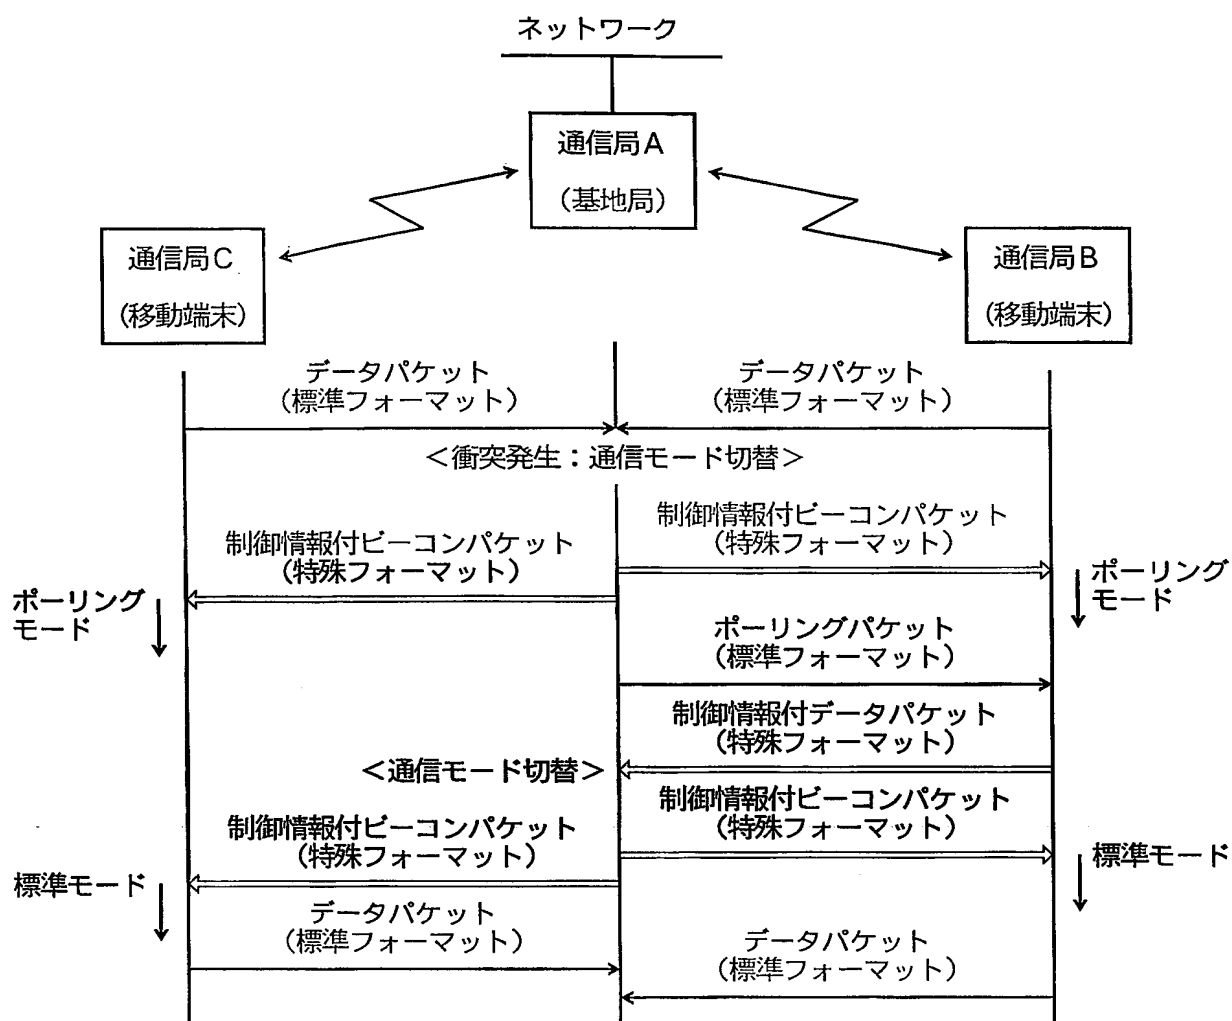 ネットワーク
通信局A
(基地局)
通信局C
(移動端末)
通信局B
(移動端末)
データパケット
(標準フォーマット)
データパケット
(標準フォーマット)
<衝突発生:通信モード切替>
制御情報付ビーコンパケット
(特殊フォーマット)
制御情報付ビーコンパケット
(特殊フォーマット)
ポーリング
モード
ポーリング
モード
ポーリングパケット
(標準フォーマット)
制御情報付データパケット
(特殊フォーマット)
<通信モード切替>
制御情報付ビーコンパケット
(特殊フォーマット)
制御情報付ビーコンパケット
(特殊フォーマット)
標準モード
標準モード
データパケット
(標準フォーマット)
データパケット
(標準フォーマット)